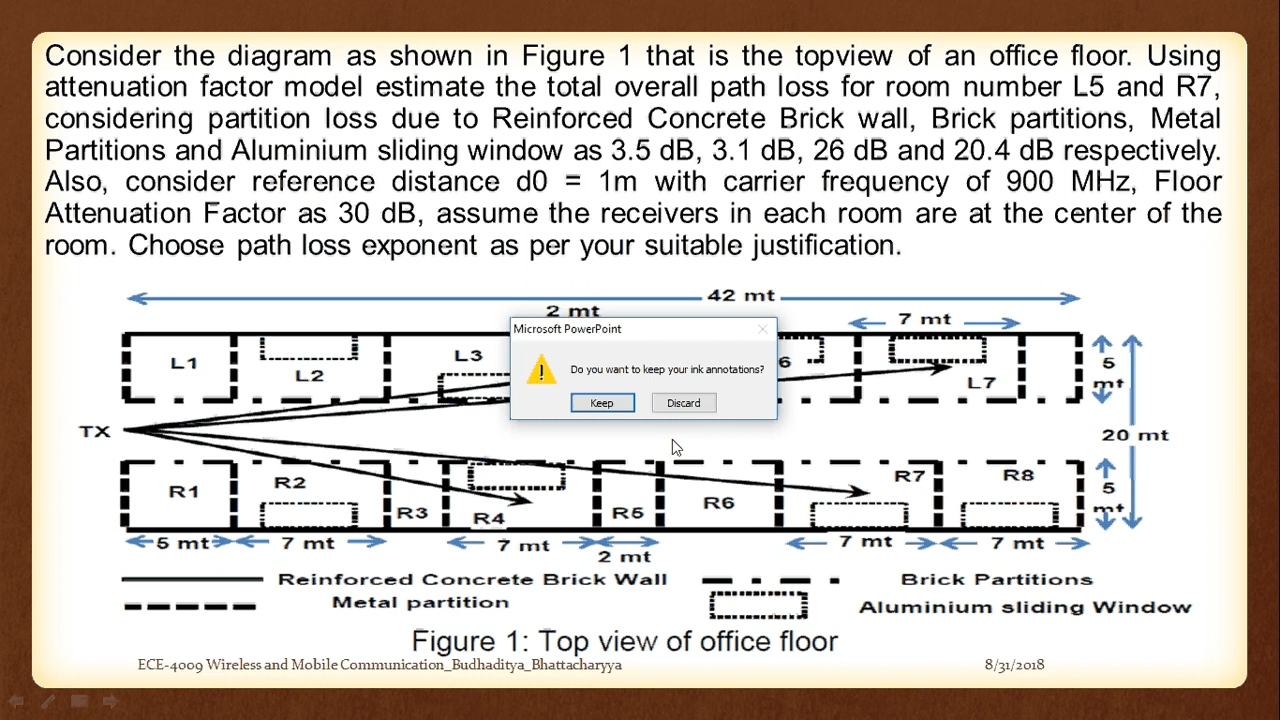 Consider the diagram as shown in Figure 1 that is the topview of an office floor. Using
attenuation factor model estimate the total overall path loss for room number L5 and R7,
considering partition loss due to Reinforced Concrete Brick wall, Brick partitions, Metal
Partitions and Aluminium sliding window as 3.5 dB, 3.1 dB, 26 dB and 20.4 dB respectively.
Also, consider reference distance d0 = 1m with carrier frequency of 900 MHz, Floor
Attenuation Factor as 30 dB, assume the receivers in each room are at the center of the
room. Choose path loss exponent as per your suitable justification.
42 mt
2 mt
7 mt
Microsoft PowerPoint
Do you want to keep your ink annotations?
Keep
Discard
L1
L2
L3
6
L7
5
mt
TX
20 mt
R1
R2
R3
R4
R5
R6
R7
R8
5
mt
5 mt
7 mt
7 mt
2 mt
7 mt
7 mt
Reinforced Concrete Brick Wall
Brick Partitions
Metal partition
Aluminium sliding Window
Figure 1: Top view of office floor
ECE-4009 Wireless and Mobile Communication_Budhaditya_Bhattacharyya
8/31/2018